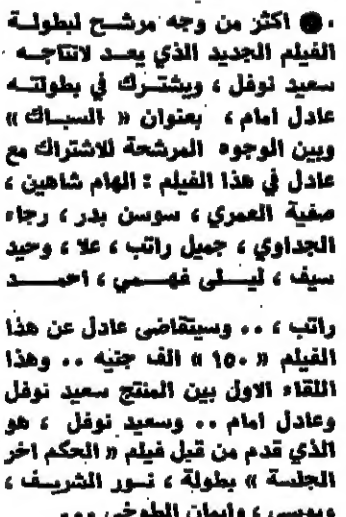 ● اكثر من وجه مرشح لبطولة
الفيلم الجديد الذي يعد لانتاجه
سعيد نوفل ، ويشترك في بطولته
عادل امام ، بعنوان « السباك »
وبين الوجوه المرشحة للاشتراك مع
عادل في هذا الفيلم : الهام شاهين ،
صفية العمري ، سوسن بدر ، رجاء
الجداوي ، جميل راتب ، علا ، وحيد
سيف ، ليلى فهمي ، احمد
راتب ، .. وسيتقاضى عادل عن هذا
الفيلم « ١٥٠ » الف جنيه .. وهذا
اللقاء الاول بين المنتج سعيد نوفل
وعادل امام .. وسعيد نوفل ، هو
الذي قدم من قبل فيلم « الحكم اخر
الجلسة » بطولة ، نور الشريف ،
وبوسي ، وايمان الطوخي ...